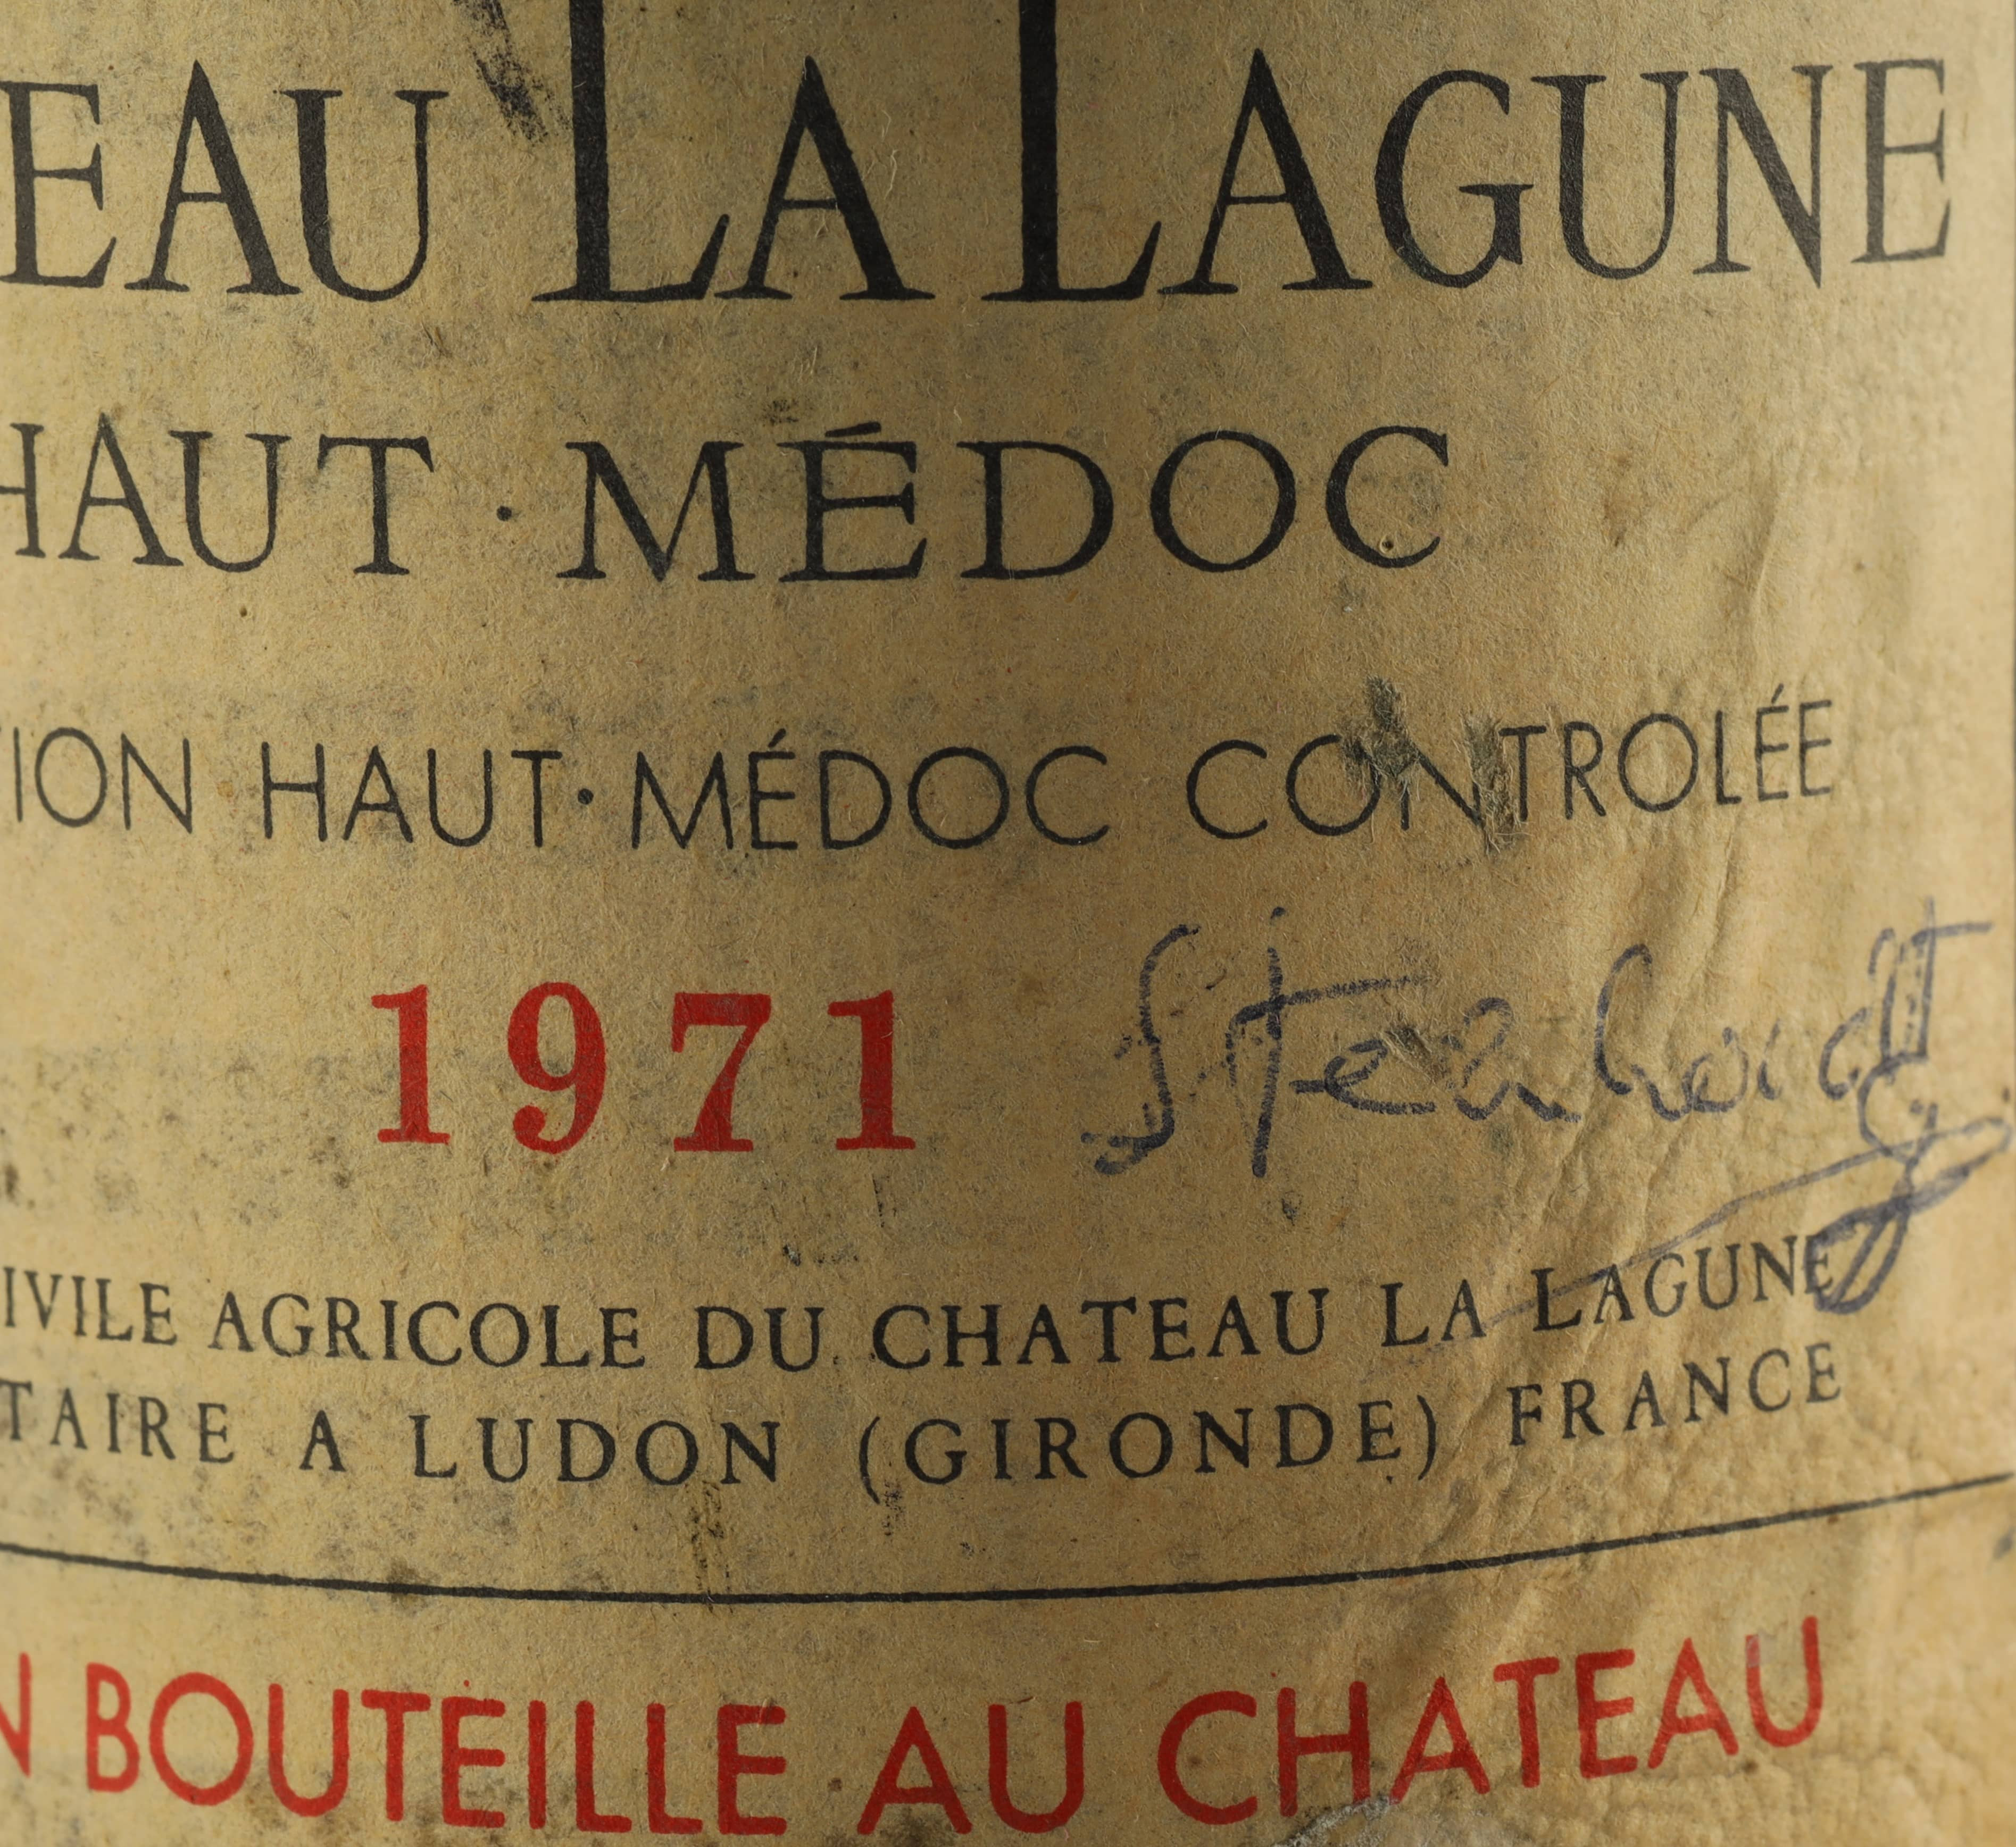 EAU LA LAGUNE
HAUT·MÉDOC
TION HAUT·MÉDOC CONTROLÉE
1971
IVILE AGRICOLE DU CHATEAU LA LAGUNE
TAIRE A LUDON (GIRONDE) FRANCE
N BOUTEILLE AU CHATEAU